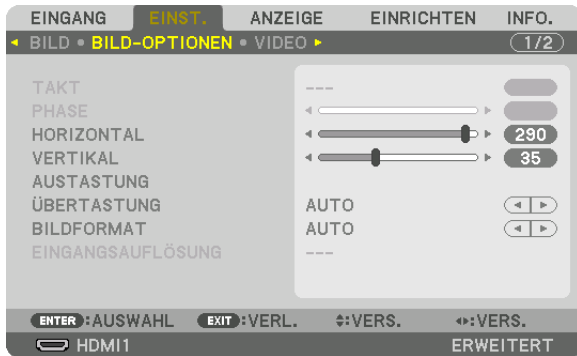 EINGANG EINST. ANZEIGE EINRICHTEN INFO.
◂ BILD • BILD-OPTIONEN • VIDEO ▸ 1/2
TAKT ---
PHASE
HORIZONTAL 290
VERTIKAL 35
AUSTASTUNG
ÜBERTASTUNG AUTO
BILDFORMAT AUTO
EINGANGSAUFLÖSUNG ---
ENTER :AUSWAHL EXIT :VERL. :VERS. :VERS.
HDMI1 ERWEITERT